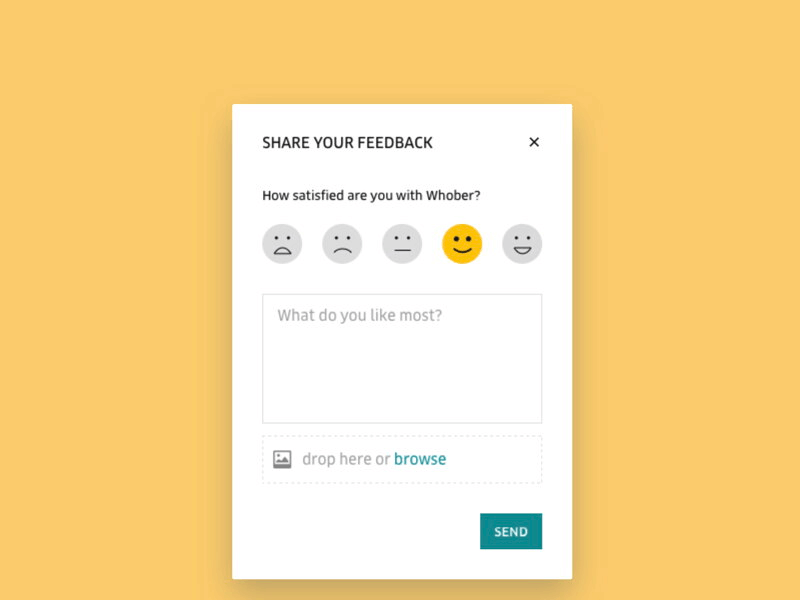 SHARE YOUR FEEDBACK
How satisfied are you with Whober?
What do you like most?
drop here or browse
SEND